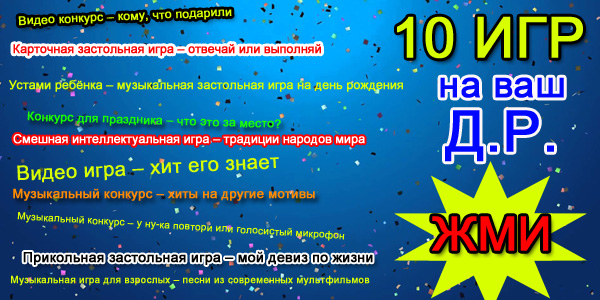 Видео конкурс – кому, что подарили
Карточная застольная игра – отвечай или выполняй
Устами ребёнка – музыкальная застольная игра на день рождения
Конкурс для праздника – что это за место?
Смешная интеллектуальная игра – традиции народов мира
Видео игра – хит его знает
Музыкальный конкурс – хиты на другие мотивы
Музыкальный конкурс – у ну-ка повтори или голосистый микрофон
Прикольная застольная игра – мой девиз по жизни
Музыкальная игра для взрослых – песни из современных мультфильмов
10 ИГР
на ваш
Д.Р.
ЖМИ